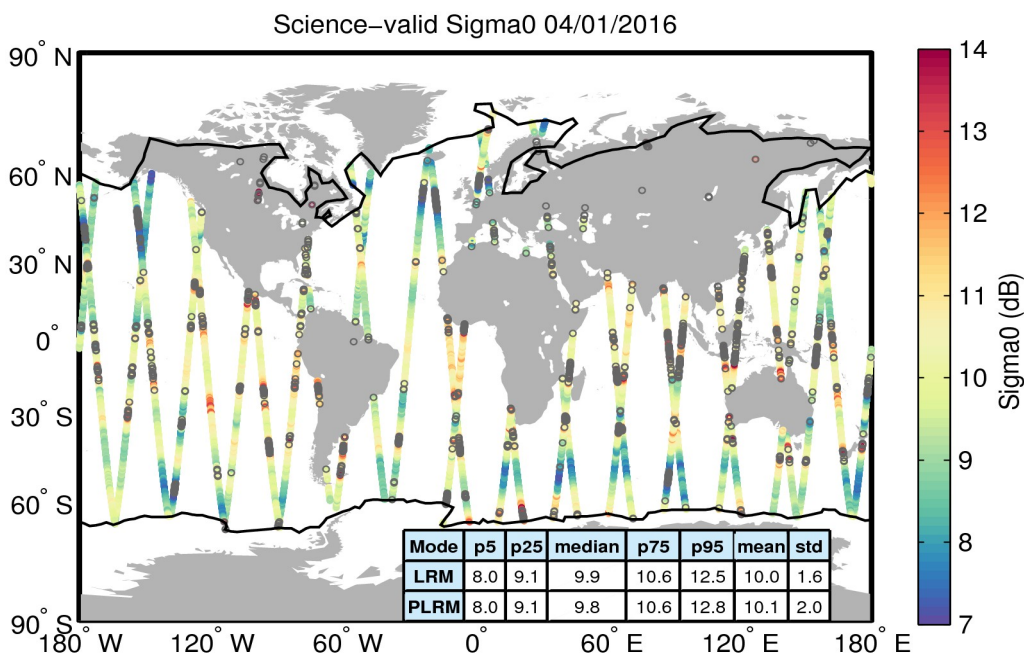 Science−valid Sigma0 04/01/2016
90° N
60° N
30° N
0°
30° S
60° S
90° S
180° W
120° W
60° W
0°
60° E
120° E
180° E
14
13
12
11
10
9
8
7
Sigma0 (dB)
Mode p5 p25 median p75 p95 mean std
LRM 8.0 9.1 9.9 10.6 12.5 10.0 1.6
PLRM 8.0 9.1 9.8 10.6 12.8 10.1 2.0